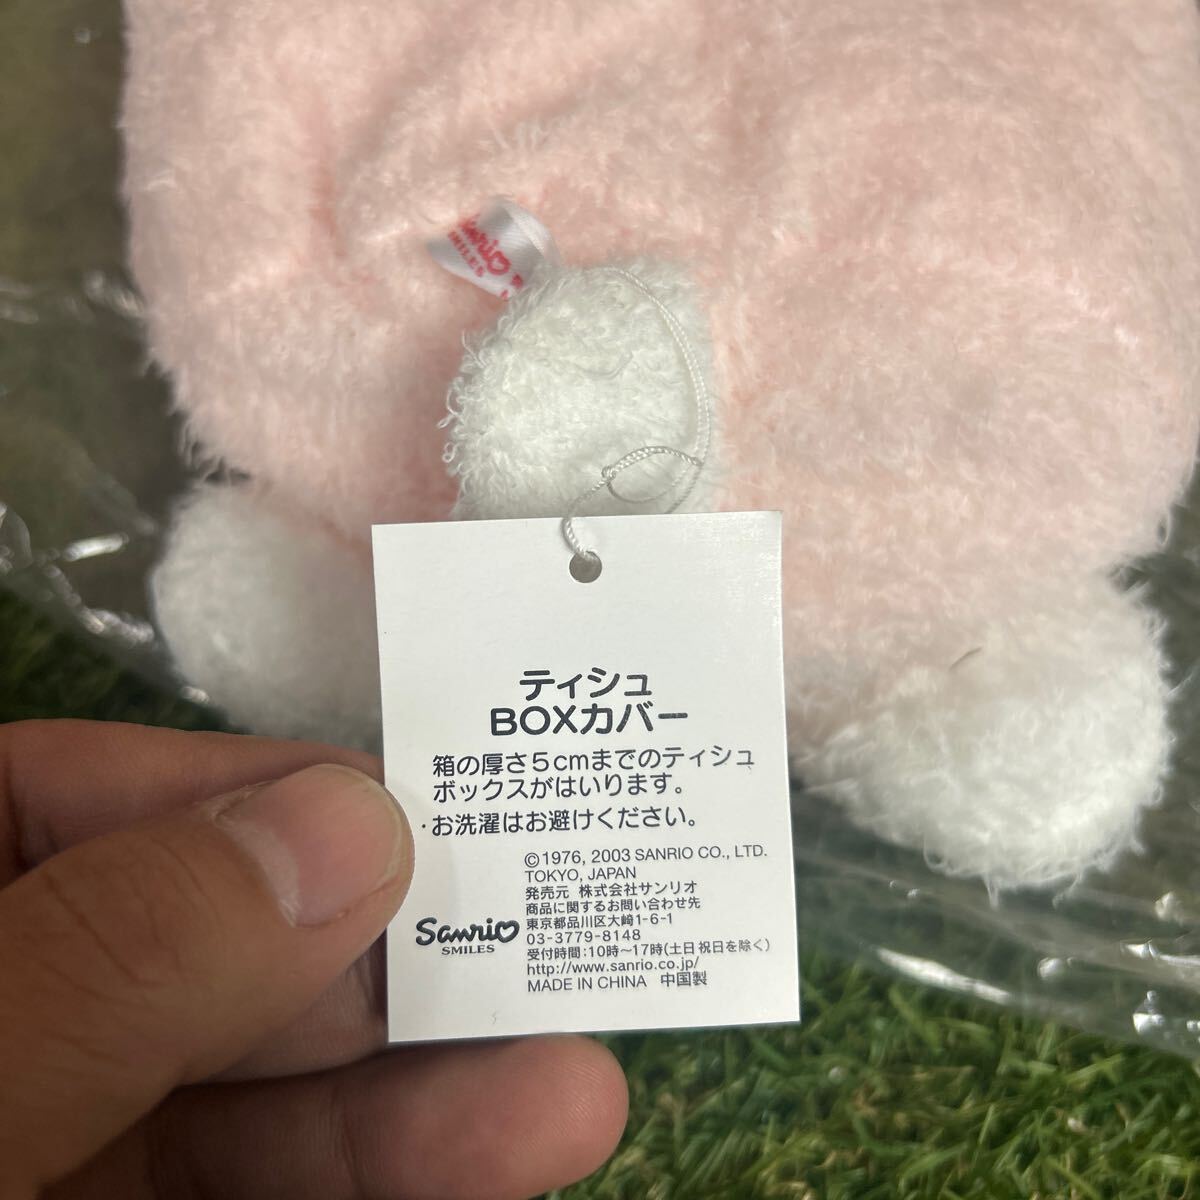 Sanrio
SMILES
ティシュ
BOXカバー
箱の厚さ5cmまでのティシュ
ボックスがはいります。
・お洗濯はお避けください。
©1976, 2003 SANRIO CO., LTD.
TOKYO, JAPAN
発売元 株式会社サンリオ
商品に関するお問い合わせ先
東京都品川区大崎1-6-1
03-3779-8148
受付時間:10時〜17時(土日祝日を除く)
http://www.sanrio.co.jp/
MADE IN CHINA 中国製
Sanrio
SMILES